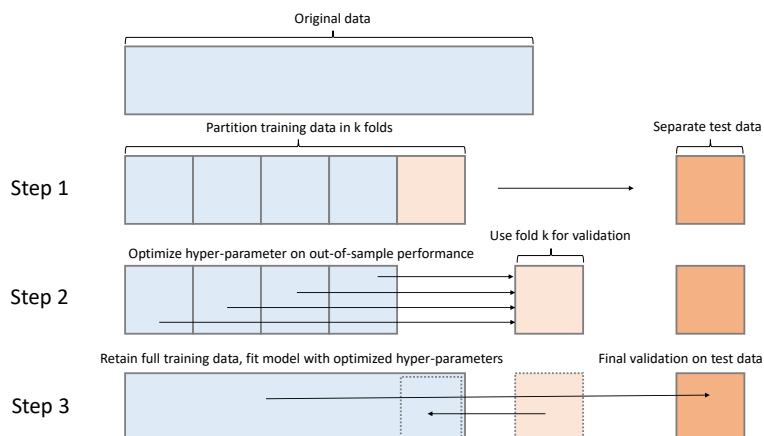 Original data
Partition training data in k folds
Separate test data
Step 1
Use fold k for validation
Optimize hyper-parameter on out-of-sample performance
Step 2
Retain full training data, fit model with optimized hyper-parameters
Final validation on test data
Step 3